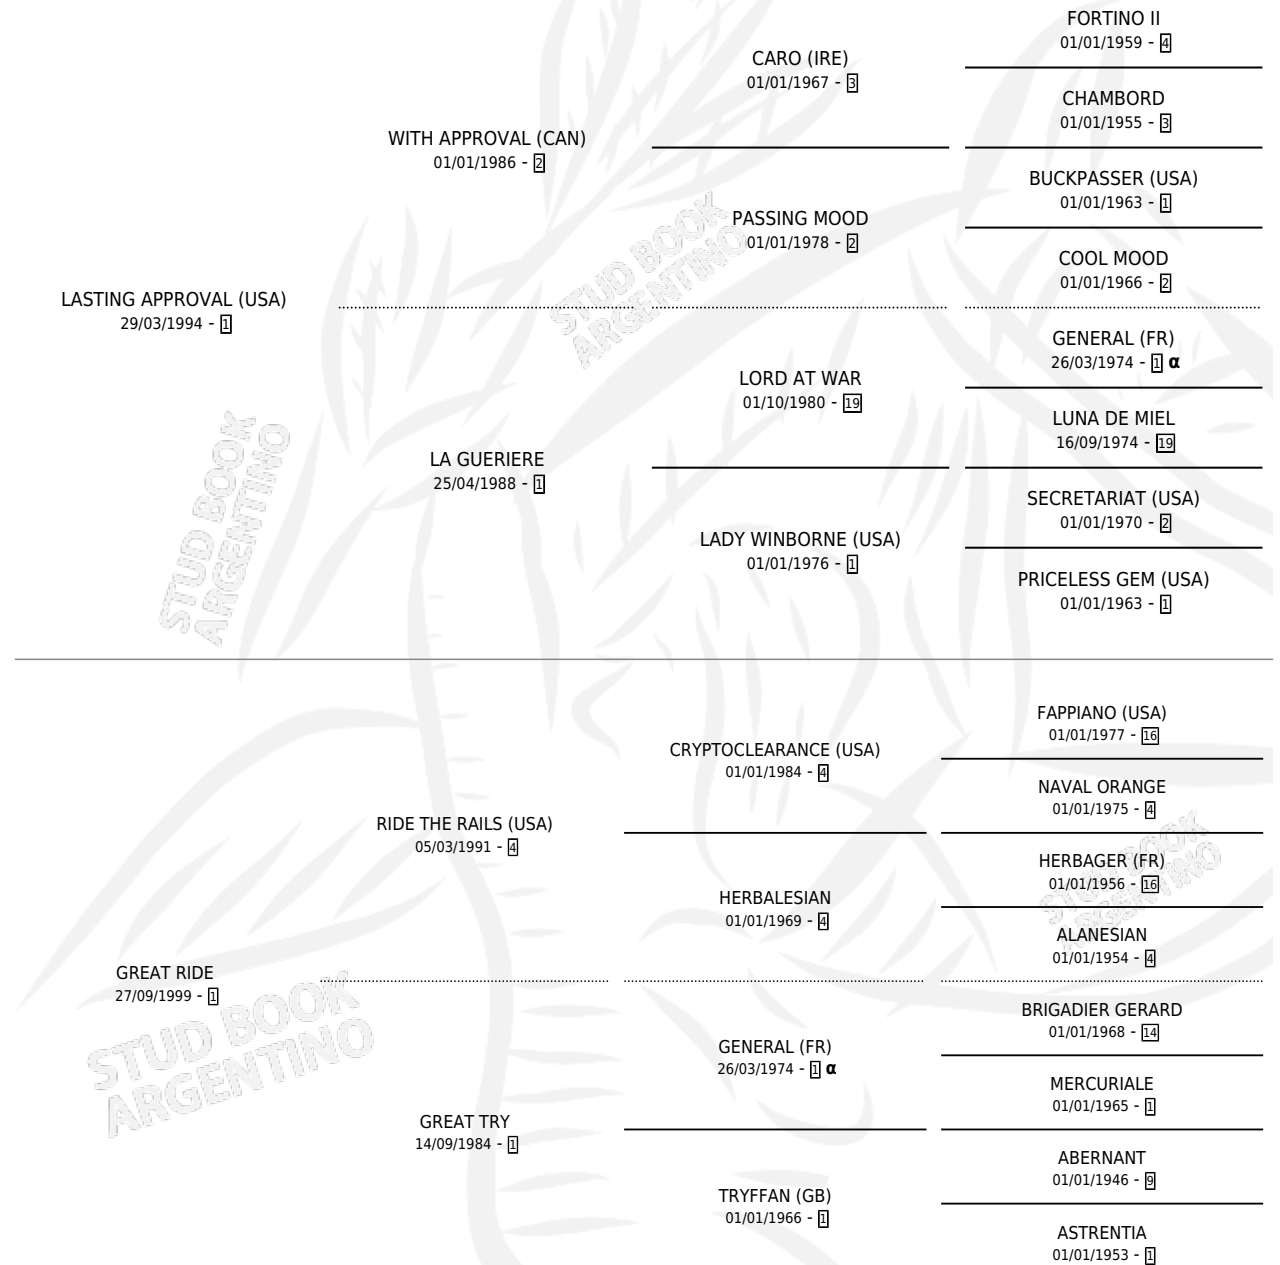 FORTINO II
01/01/1959 - 4
CARO (IRE)
01/01/1967 - 3
CHAMBORD
01/01/1955 - 3
WITH APPROVAL (CAN)
01/01/1986 - 2
BUCKPASSER (USA)
01/01/1963 - 1
PASSING MOOD
01/01/1978 - 2
COOL MOOD
01/01/1966 - 2
LASTING APPROVAL (USA)
29/03/1994 - 1
GENERAL (FR)
26/03/1974 - 1 α
LORD AT WAR
01/10/1980 - 19
LUNA DE MIEL
16/09/1974 - 19
LA GUERIERE
25/04/1988 - 1
SECRETARIAT (USA)
01/01/1970 - 2
LADY WINBORNE (USA)
01/01/1976 - 1
PRICELESS GEM (USA)
01/01/1963 - 1
FAPPIANO (USA)
01/01/1977 - 16
CRYPTOCLEARANCE (USA)
01/01/1984 - 4
NAVAL ORANGE
01/01/1975 - 4
RIDE THE RAILS (USA)
05/03/1991 - 4
HERBAGER (FR)
01/01/1956 - 16
HERBALESIAN
01/01/1969 - 4
ALANESIAN
01/01/1954 - 4
GREAT RIDE
27/09/1999 - 1
BRIGADIER GERARD
01/01/1968 - 14
GENERAL (FR)
26/03/1974 - 1 α
MERCURIALE
01/01/1965 - 1
GREAT TRY
14/09/1984 - 1
ABERNANT
01/01/1946 - 9
TRYFFAN (GB)
01/01/1966 - 1
ASTRENTIA
01/01/1953 - 1
STUD BOOK
ARGENTINO
STUD BOOK
ARGENTINO
STUD BOOK
ARGENTINO
STUD BOOK
ARGENTINO